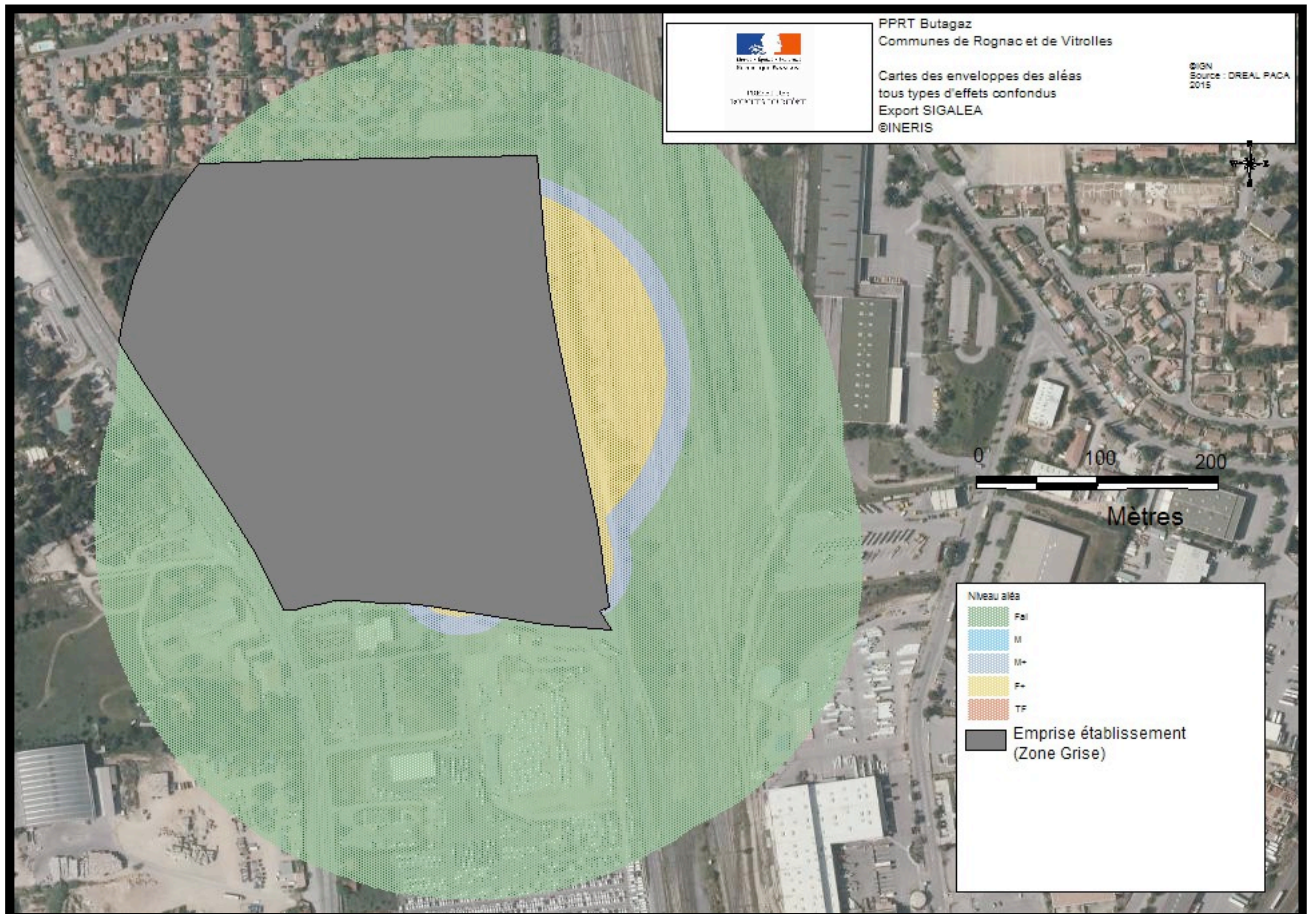 PPRT Butagaz
Communes de Rognac et de Vitrolles
Cartes des enveloppes des aléas
tous types d'effets confondus
Export SIGALEA
©INERIS
©IGN
Source : DREAL PACA
2015
0 100 200
Mètres
Niveau aléa
Fai
M
M+
F+
TF
Emprise établissement
(Zone Grise)